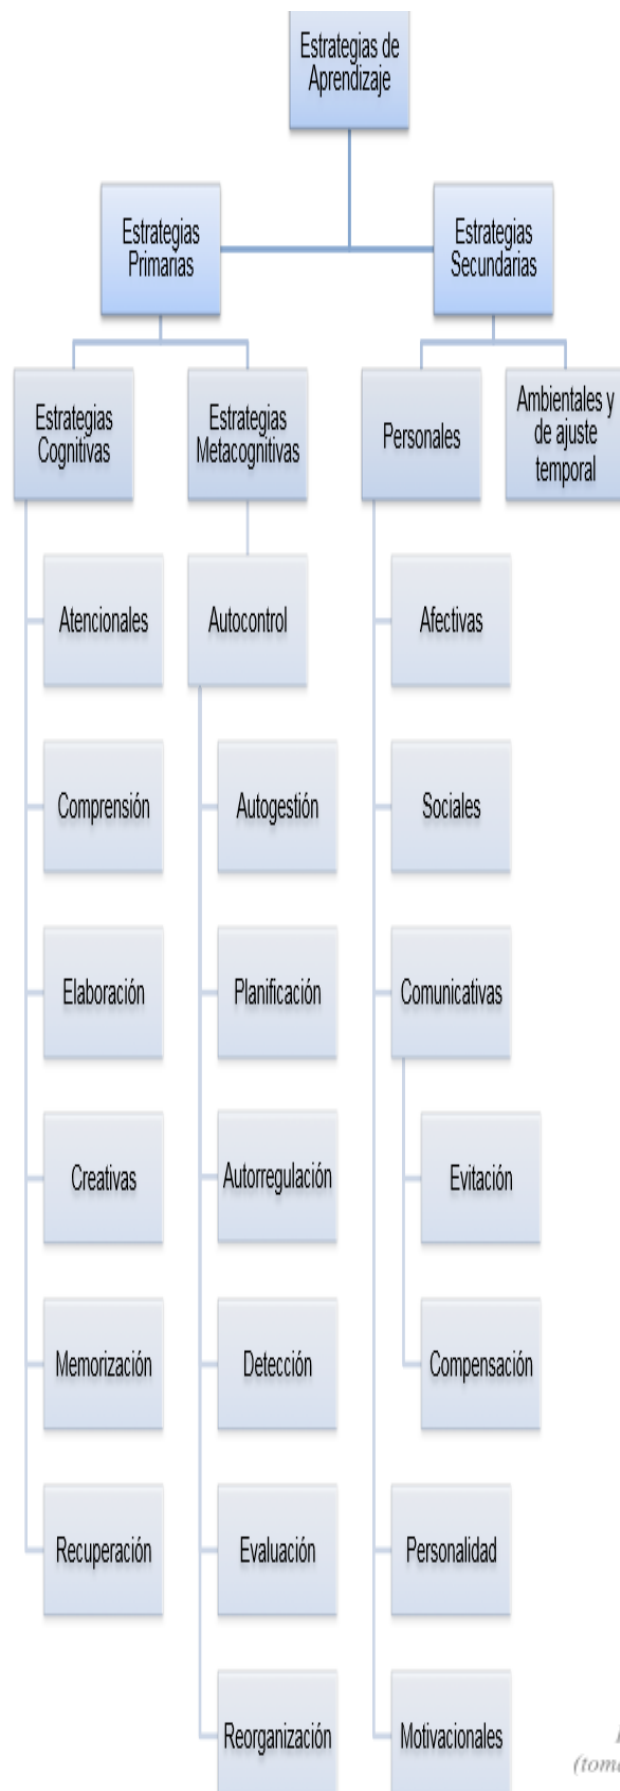 Estrategias de
Aprendizaje
Estrategias
Primarias
Estrategias
Secundarias
Estrategias
Cognitivas
Estrategias
Metacognitivas
Personales
Ambientales y
de ajuste
temporal
Atencionales
Autocontrol
Afectivas
Comprensión
Autogestión
Sociales
Elaboración
Planificación
Comunicativas
Creativas
Autorregulación
Evitación
Memorización
Detección
Compensación
Recuperación
Evaluación
Personalidad
Reorganización
Motivacionales